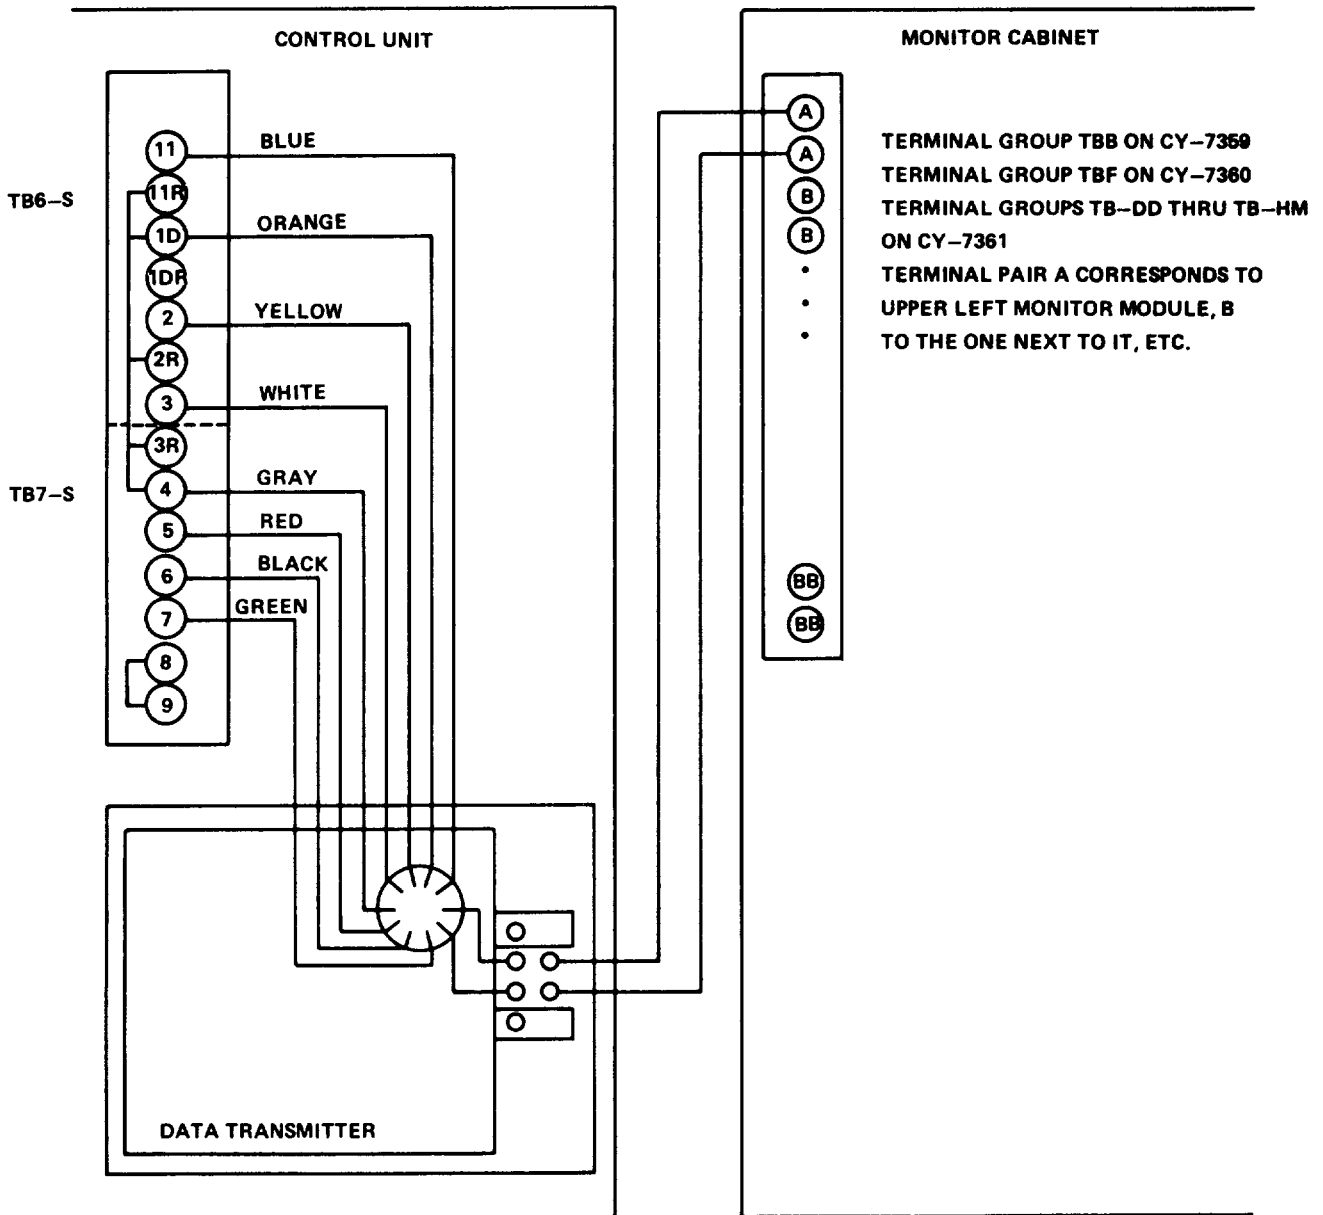 CONTROL UNIT
MONITOR CABINET
TB6-S
TB7-S
11
11R
1D
1DR
2
2R
3
3R
4
5
6
7
8
9
BLUE
ORANGE
YELLOW
WHITE
GRAY
RED
BLACK
GREEN
A
A
B
B
BB
BB
TERMINAL GROUP TBB ON CY-7359
TERMINAL GROUP TBF ON CY-7360
TERMINAL GROUPS TB-DD THRU TB-HM
ON CY-7361
TERMINAL PAIR A CORRESPONDS TO
UPPER LEFT MONITOR MODULE, B
TO THE ONE NEXT TO IT, ETC.
DATA TRANSMITTER